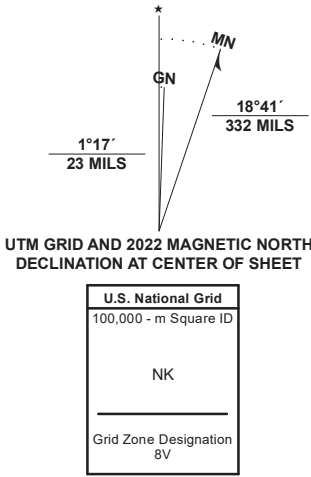 ★
MN
GN
18°41´
332 MILS
1°17´
23 MILS
UTM GRID AND 2022 MAGNETIC NORTH
DECLINATION AT CENTER OF SHEET
U.S. National Grid
100,000 - m Square ID
NK
Grid Zone Designation
8V